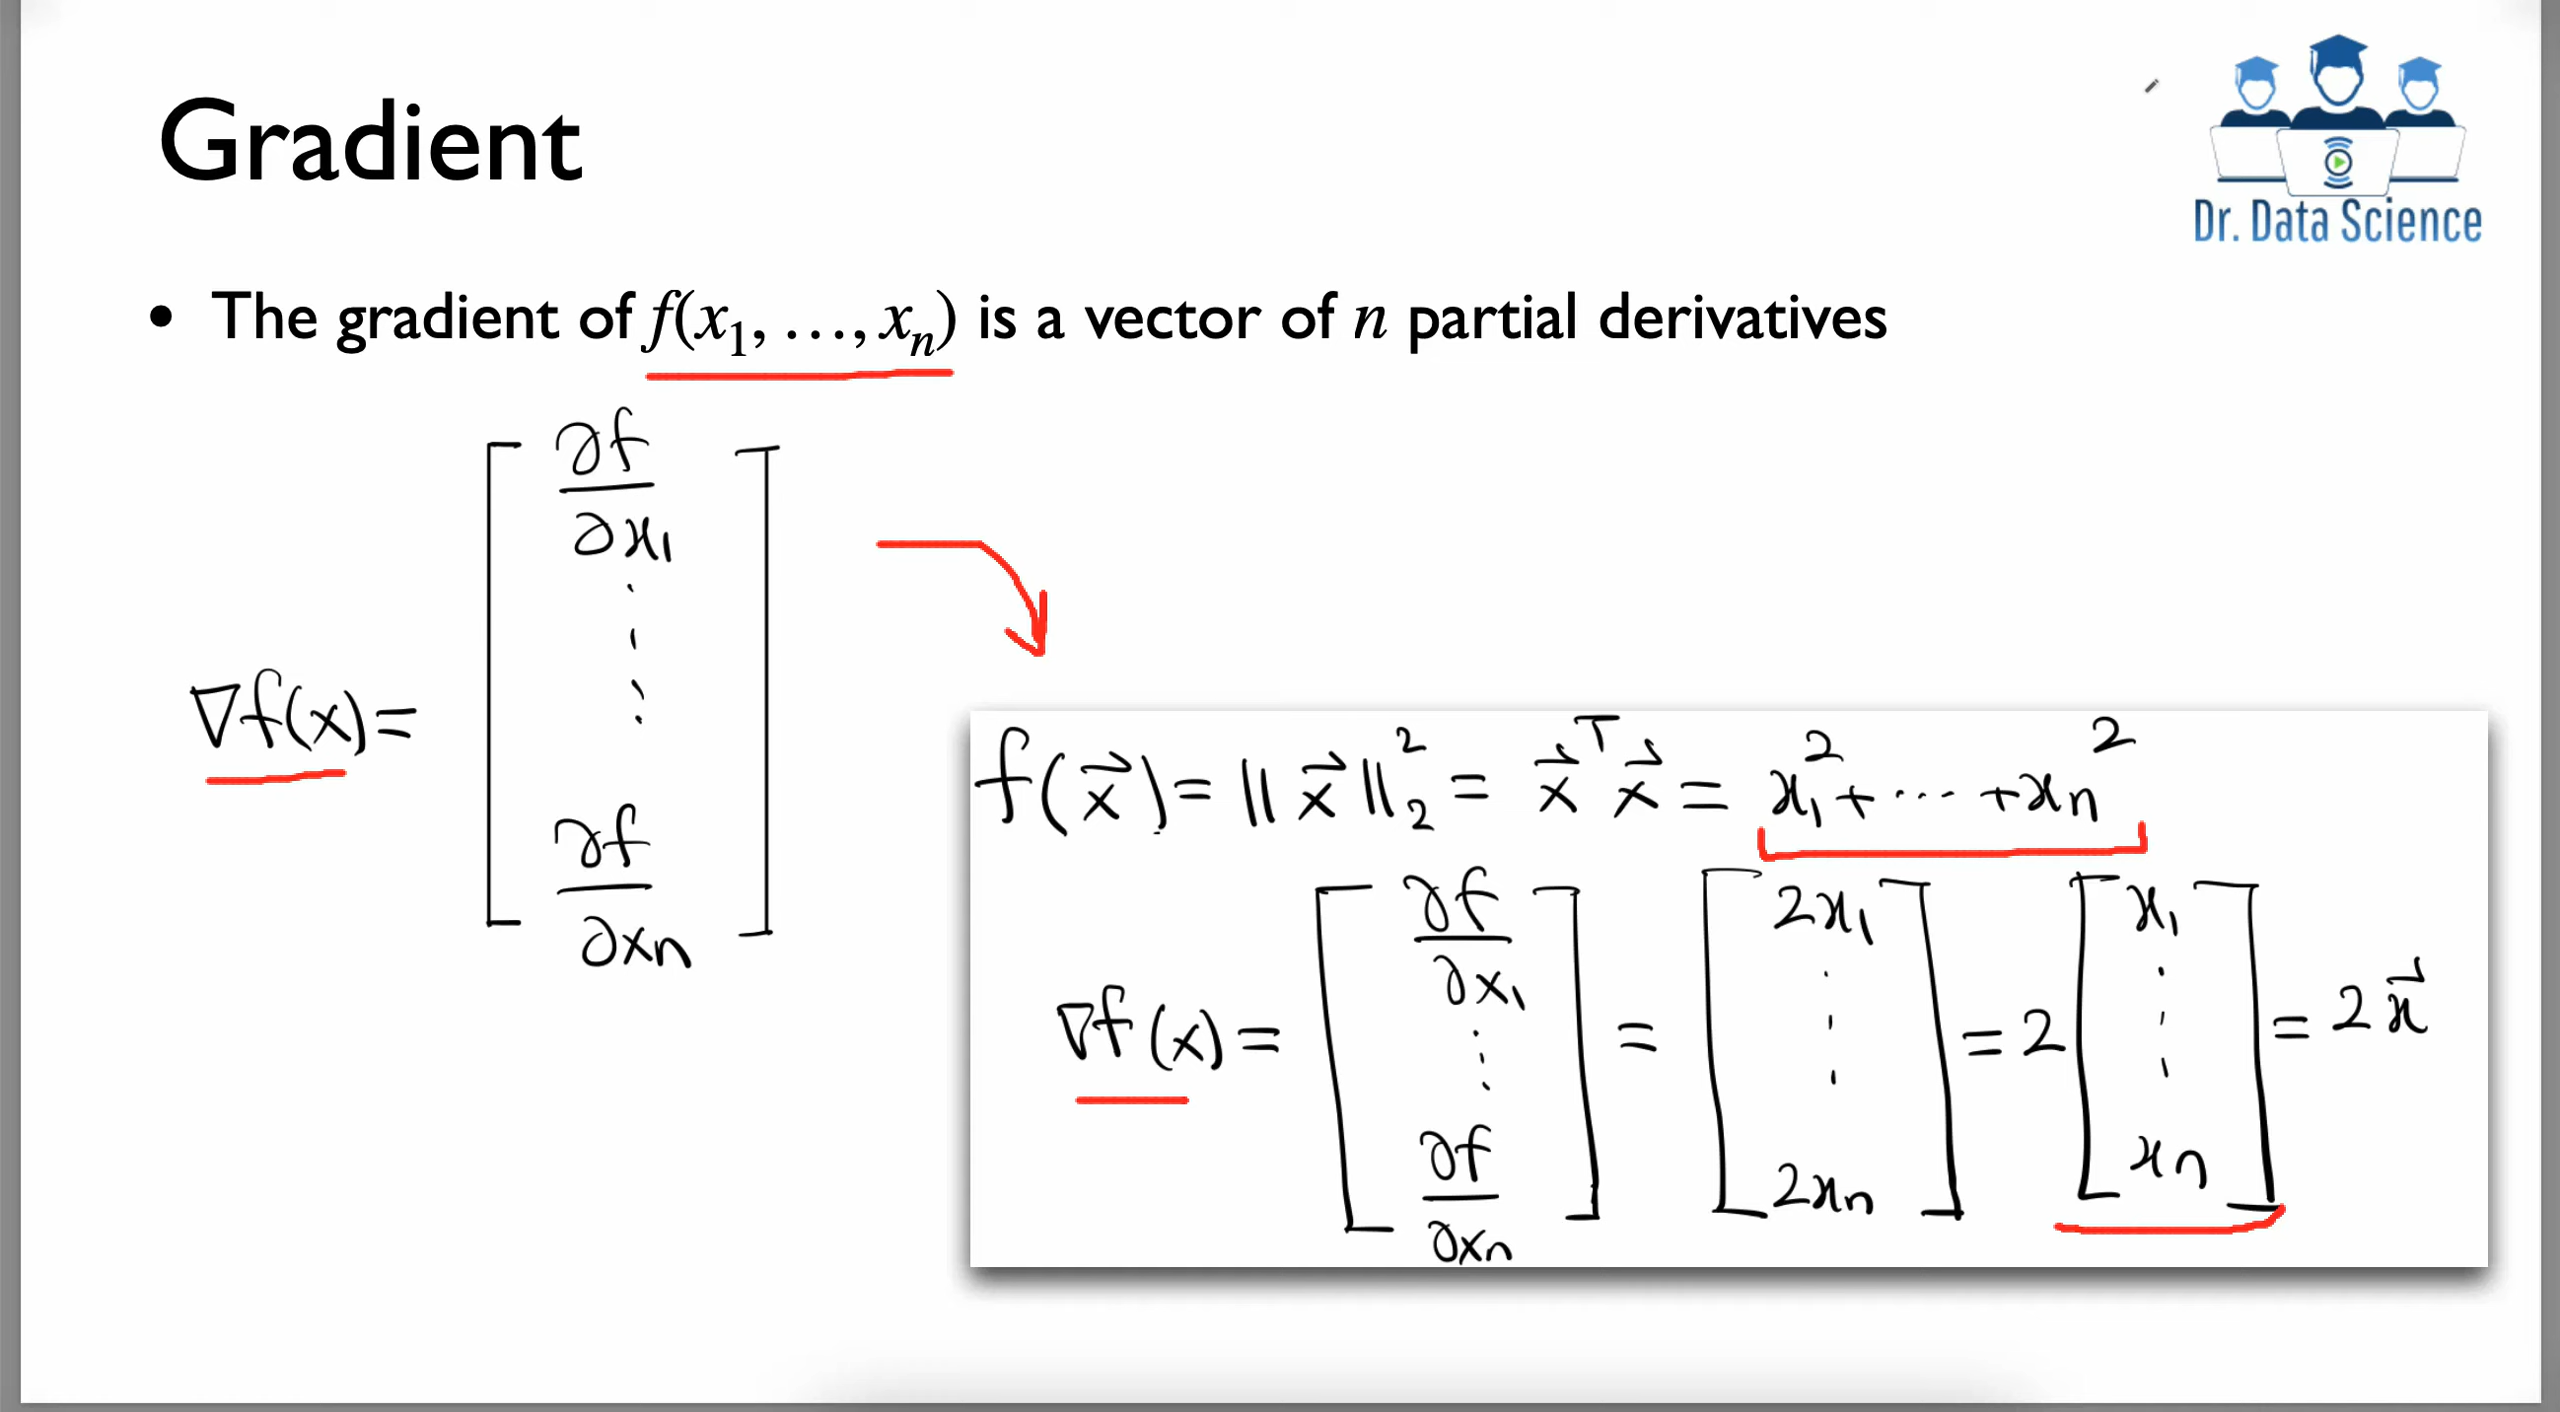 Gradient
Dr. Data Science
• The gradient of f(x₁, …, xₙ) is a vector of n partial derivatives
∇f(x) = [ ∂f/∂x₁ ⋮ ∂f/∂xₙ ]
f(x⃗) = ‖x⃗‖₂² = x⃗ᵀx⃗ = x₁² + ⋯ + xₙ²
∇f(x) = [ ∂f/∂x₁ ⋮ ∂f/∂xₙ ] = [ 2x₁ ⋮ 2xₙ ] = 2 [ x₁ ⋮ xₙ ] = 2x⃗